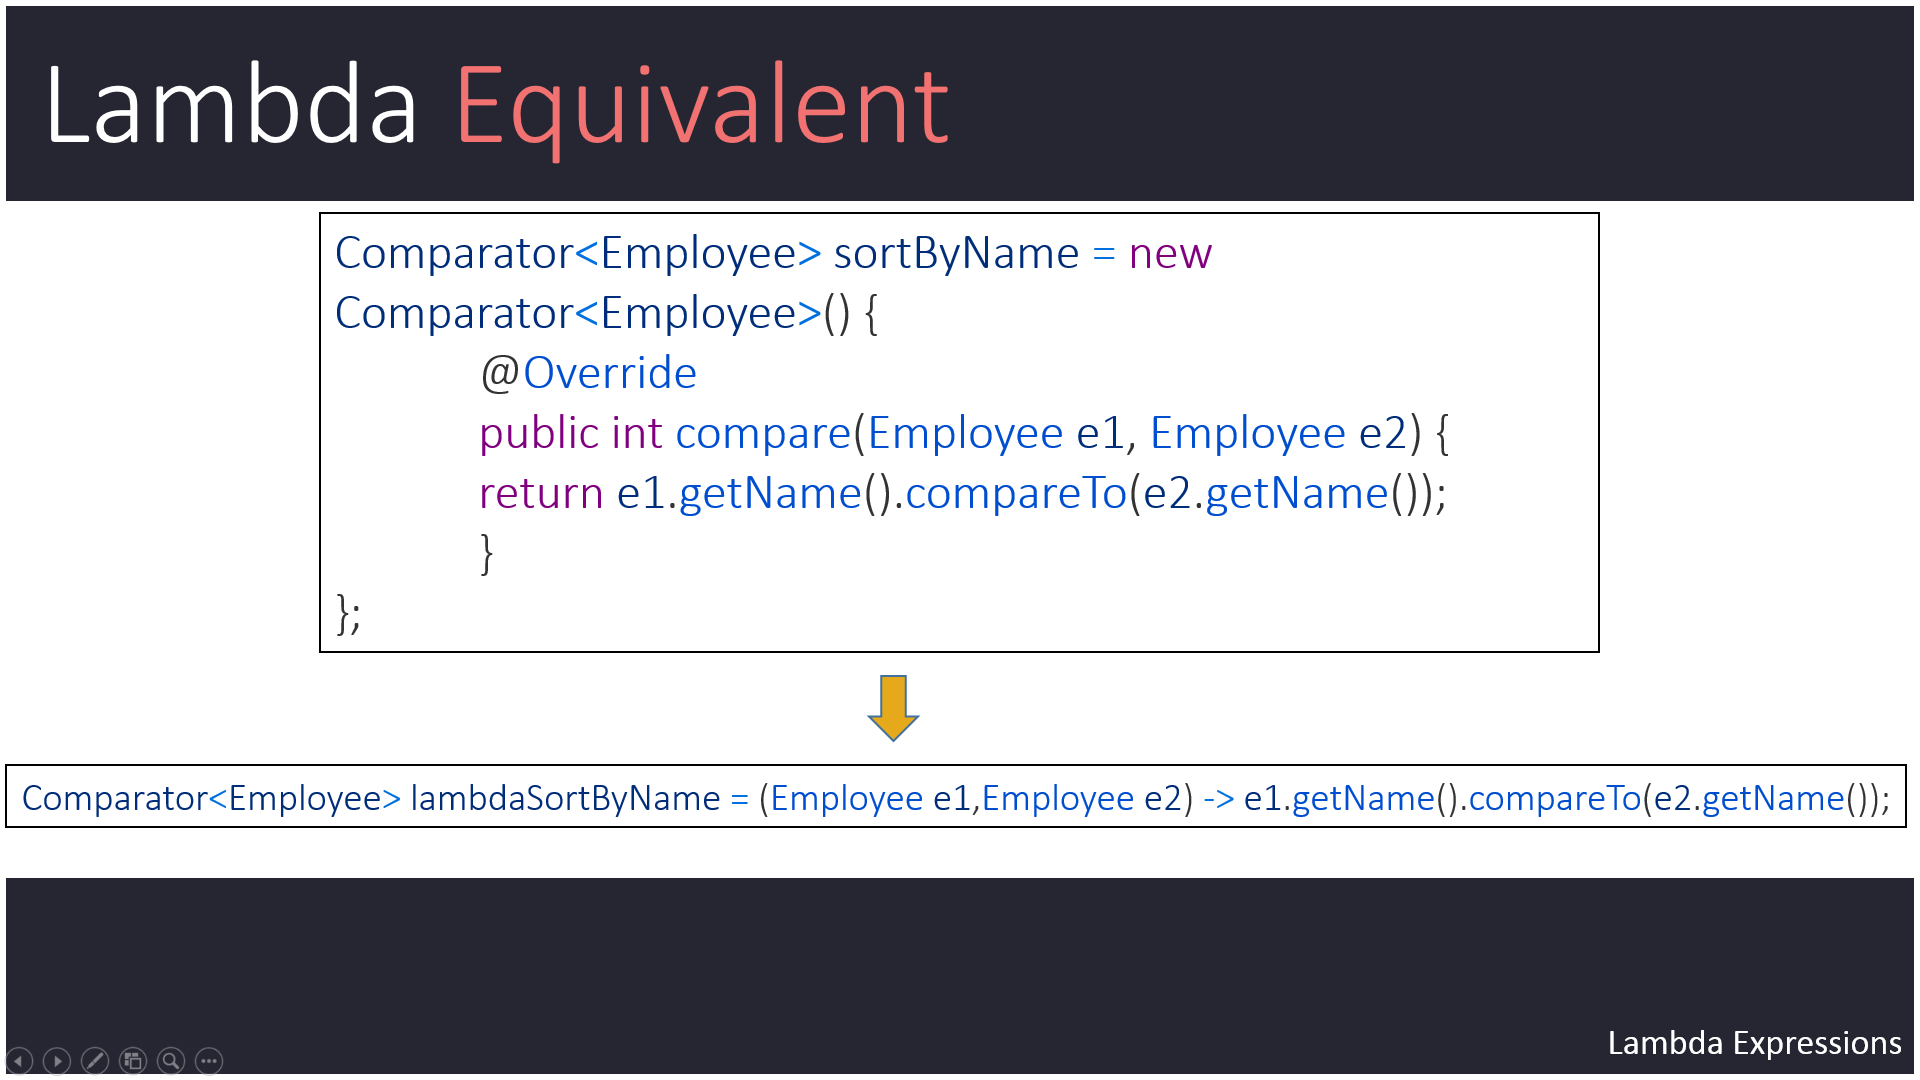 Lambda Equivalent
Comparator<Employee> sortByName = new
Comparator<Employee>() {
@Override
public int compare(Employee e1, Employee e2) {
return e1.getName().compareTo(e2.getName());
}
};
Comparator<Employee> lambdaSortByName = (Employee e1,Employee e2) -> e1.getName().compareTo(e2.getName());
Lambda Expressions